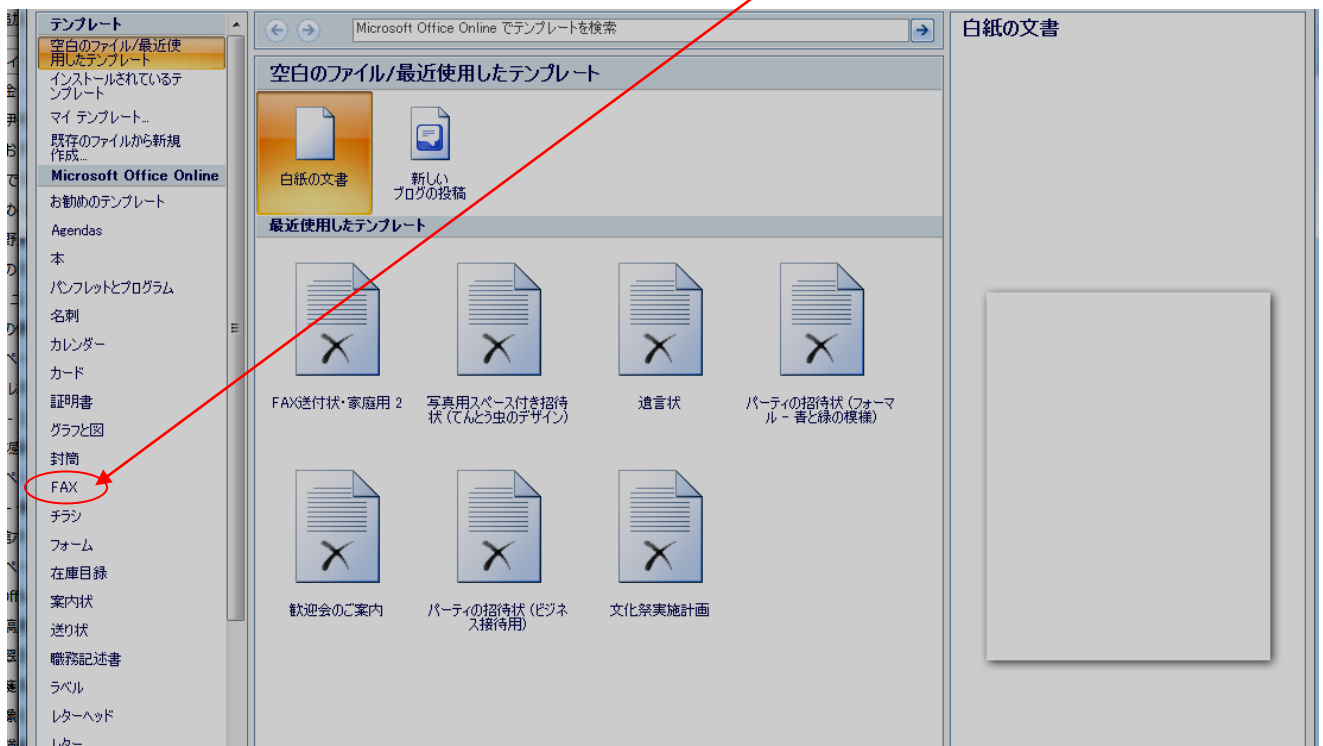 テンプレート
空白のファイル/最近使
用したテンプレート
インストールされているテ
ンプレート
マイ テンプレート...
既存のファイルから新規
作成...
Microsoft Office Online
お勧めのテンプレート
Agendas
本
パンフレットとプログラム
名刺
カレンダー
カード
証明書
グラフと図
封筒
FAX
チラシ
フォーム
在庫目録
案内状
送り状
職務記述書
ラベル
レターヘッド
レター
Microsoft Office Online でテンプレートを検索
空白のファイル/最近使用したテンプレート
白紙の文書
新しい
ブログの投稿
最近使用したテンプレート
FAX送付状・家庭用 2
写真用スペース付き招待
状 (てんとう虫のデザイン)
遺言状
パーティの招待状 (フォーマ
ル - 青と緑の模様)
歓迎会のご案内
パーティの招待状 (ビジネ
ス接待用)
文化祭実施計画
白紙の文書